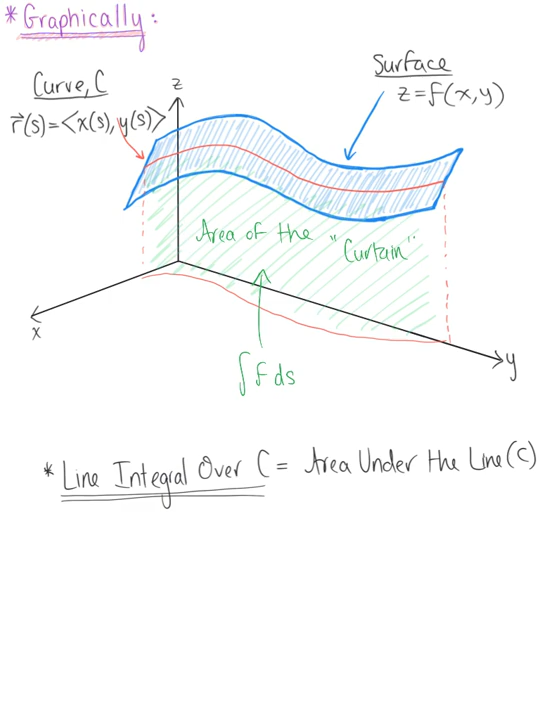 * Graphically:
Curve, C
r⃗(s) = <x(s), y(s)>
z
Surface
z = f(x,y)
Area of the "Curtain"
x
y
∫ f ds
* Line Integral Over C = Area Under the Line (C)